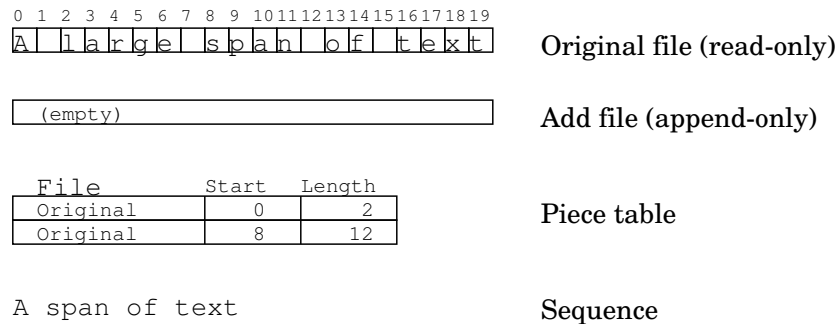 0 1 2 3 4 5 6 7 8 9 10 11 12 13 14 15 16 17 18 19
A large span of text Original file (read-only)
(empty) Add file (append-only)
File Start Length
Original 0 2
Original 8 12
Piece table
A span of text Sequence